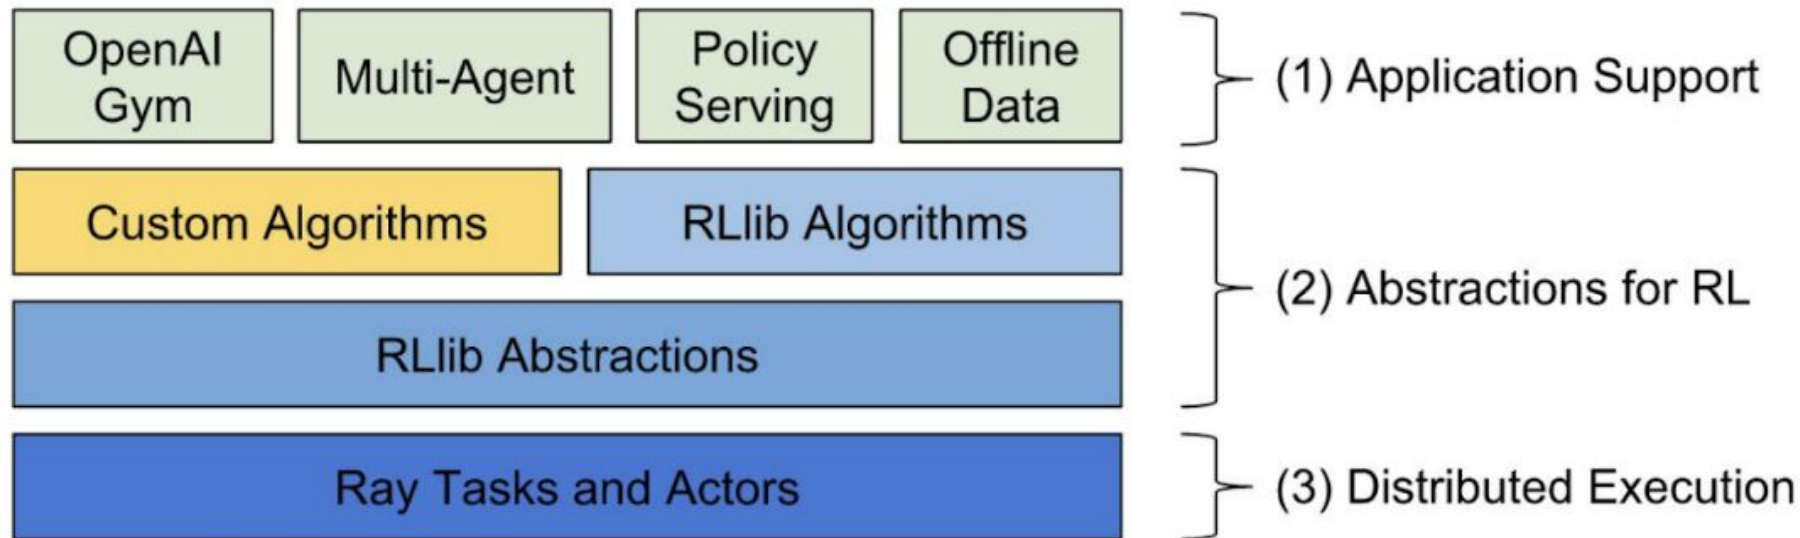 OpenAI
Gym
Multi-Agent
Policy
Serving
Offline
Data
(1) Application Support
Custom Algorithms
RLlib Algorithms
(2) Abstractions for RL
RLlib Abstractions
Ray Tasks and Actors
(3) Distributed Execution